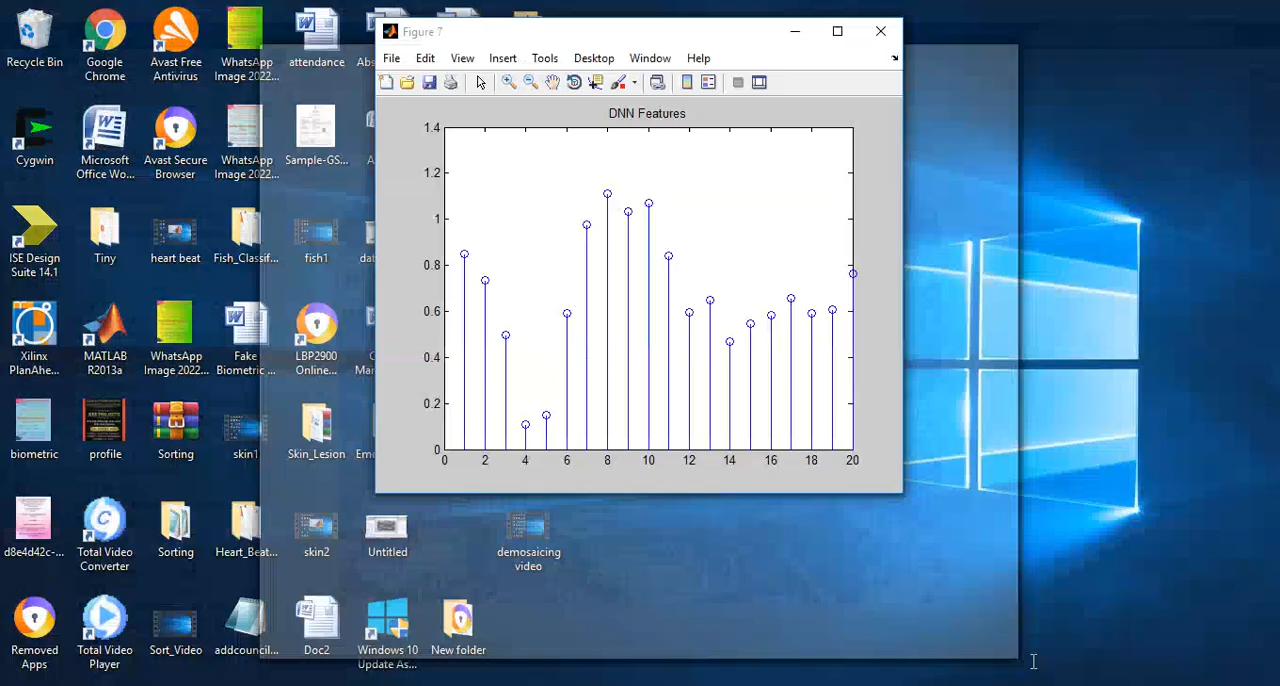 Figure 7
File Edit View Insert Tools Desktop Window Help
DNN Features
1.4
1.2
1
0.8
0.6
0.4
0.2
0
0 2 4 6 8 10 12 14 16 18 20
Recycle Bin
Google
Chrome
Avast Free
Antivirus
WhatsApp
Image 2022...
attendance
Cygwin
Microsoft
Office Wo...
Avast Secure
Browser
WhatsApp
Image 2022...
Sample-GS...
ISE Design
Suite 14.1
Tiny
heart beat
Fish_Classif...
fish1
Xilinx
PlanAhe...
MATLAB
R2013a
WhatsApp
Image 2022...
Fake
Biometric ...
LBP2900
Online...
biometric
profile
Sorting
skin1
Skin_Lesion
d8e4d42c-...
Total Video
Converter
Sorting
Heart_Beat...
skin2
Untitled
demosaicing
video
Removed
Apps
Total Video
Player
Sort_Video
addcouncil...
Doc2
Windows 10
Update As...
New folder